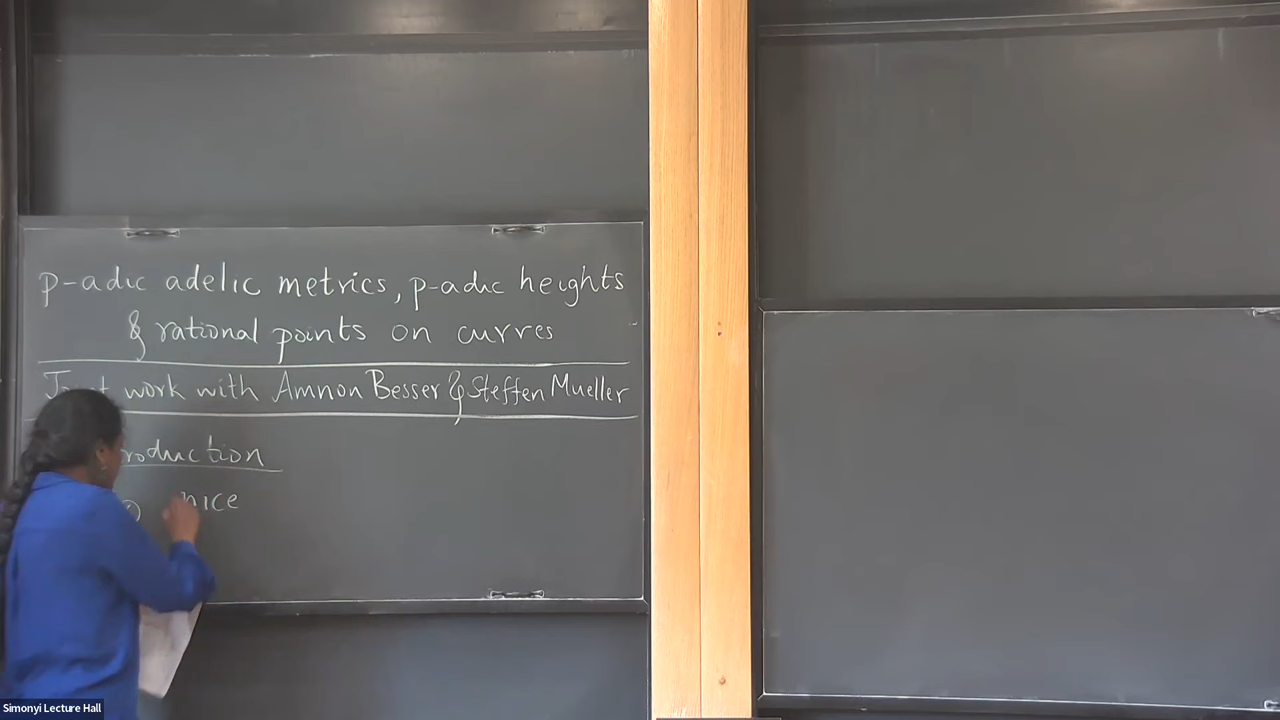 p-adic adelic metrics, p-adic heights
& rational points on curves
work with Amnon Besser & Steffen Mueller
roduction
nice
Simonyi Lecture Hall